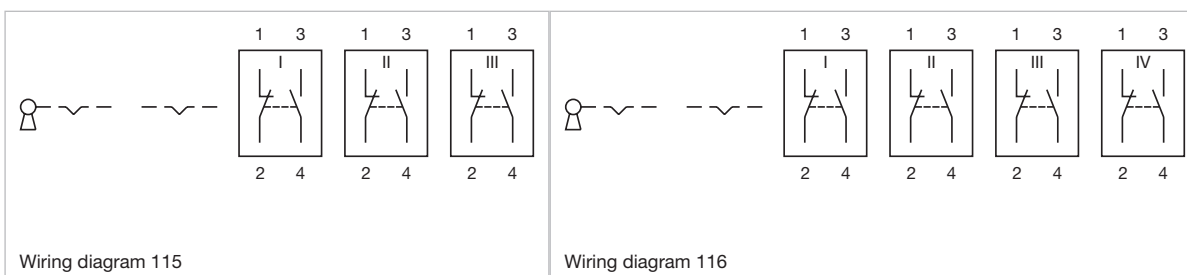 1 3 1 3 1 3
I II III
2 4 2 4 2 4
Wiring diagram 115
1 3 1 3 1 3 1 3
I II III IV
2 4 2 4 2 4 2 4
Wiring diagram 116